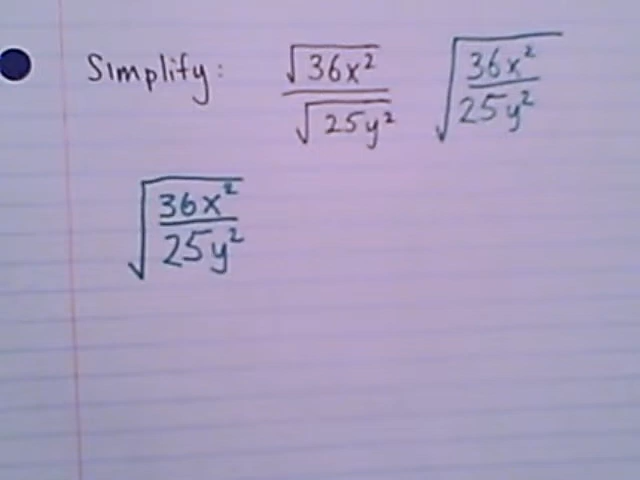 Simplify: √36x² / √25y² √(36x²/25y²)
√(36x²/25y²)